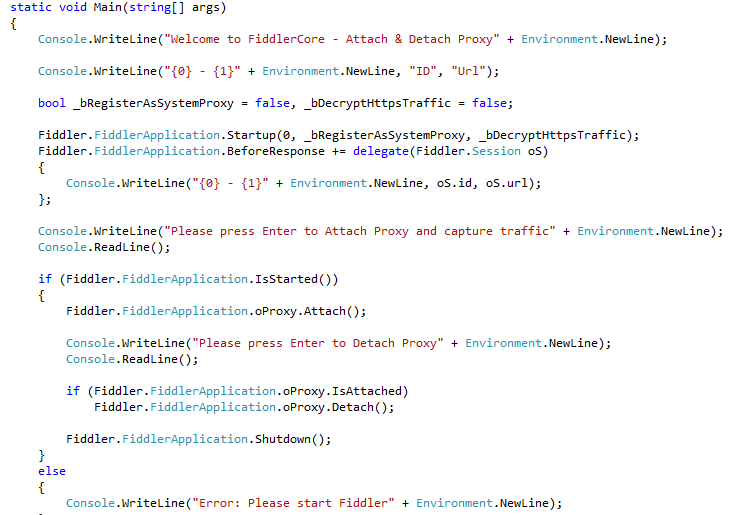 static void Main(string[] args)
{
Console.WriteLine("Welcome to FiddlerCore - Attach & Detach Proxy" + Environment.NewLine);
Console.WriteLine("{0} - {1}" + Environment.NewLine, "ID", "Url");
bool _bRegisterAsSystemProxy = false, _bDecryptHttpsTraffic = false;
Fiddler.FiddlerApplication.Startup(0, _bRegisterAsSystemProxy, _bDecryptHttpsTraffic);
Fiddler.FiddlerApplication.BeforeResponse += delegate(Fiddler.Session oS)
{
Console.WriteLine("{0} - {1}" + Environment.NewLine, oS.id, oS.url);
};
Console.WriteLine("Please press Enter to Attach Proxy and capture traffic" + Environment.NewLine);
Console.ReadLine();
if (Fiddler.FiddlerApplication.IsStarted())
{
Fiddler.FiddlerApplication.oProxy.Attach();
Console.WriteLine("Please press Enter to Detach Proxy" + Environment.NewLine);
Console.ReadLine();
if (Fiddler.FiddlerApplication.oProxy.IsAttached)
Fiddler.FiddlerApplication.oProxy.Detach();
Fiddler.FiddlerApplication.Shutdown();
}
else
{
Console.WriteLine("Error: Please start Fiddler" + Environment.NewLine);